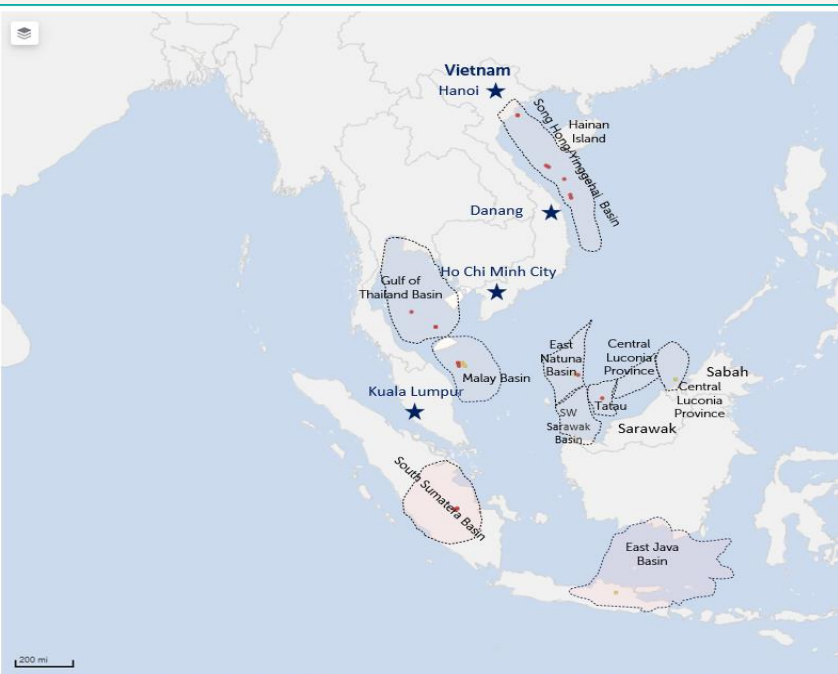 Vietnam
Hanoi
Song Hong Yinggehai Basin
Hainan
Island
Danang
Ho Chi Minh City
Gulf of
Thailand Basin
East
Natuna
Basin
Central
Luconia
Province
Sabah
Malay Basin
Central
Luconia
Province
Kuala Lumpur
Tatau
SW
Sarawak
Basin
Sarawak
South Sumatera Basin
East Java
Basin
200 mi